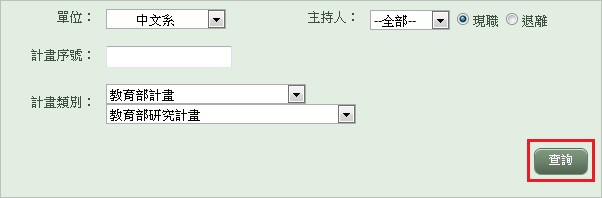 單位： 中文系 主持人： --全部-- 現職 退離
計畫序號：
計畫類別： 教育部計畫
教育部研究計畫
查詢